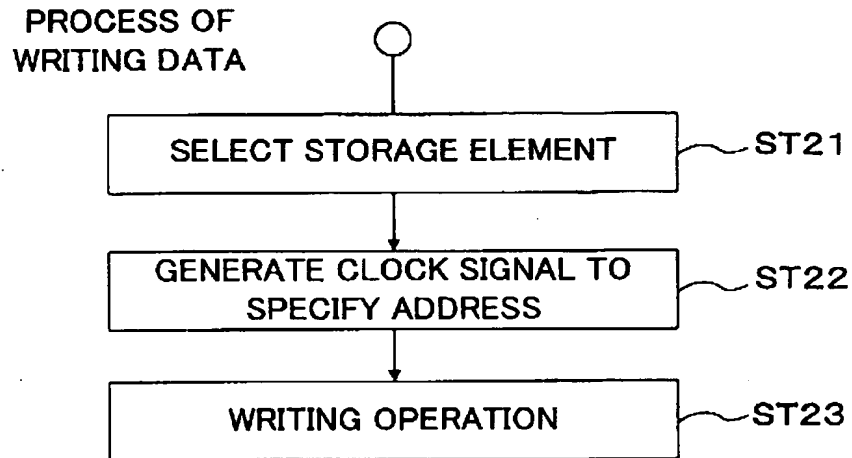 PROCESS OF
WRITING DATA
SELECT STORAGE ELEMENT
ST21
GENERATE CLOCK SIGNAL TO
SPECIFY ADDRESS
ST22
WRITING OPERATION
ST23